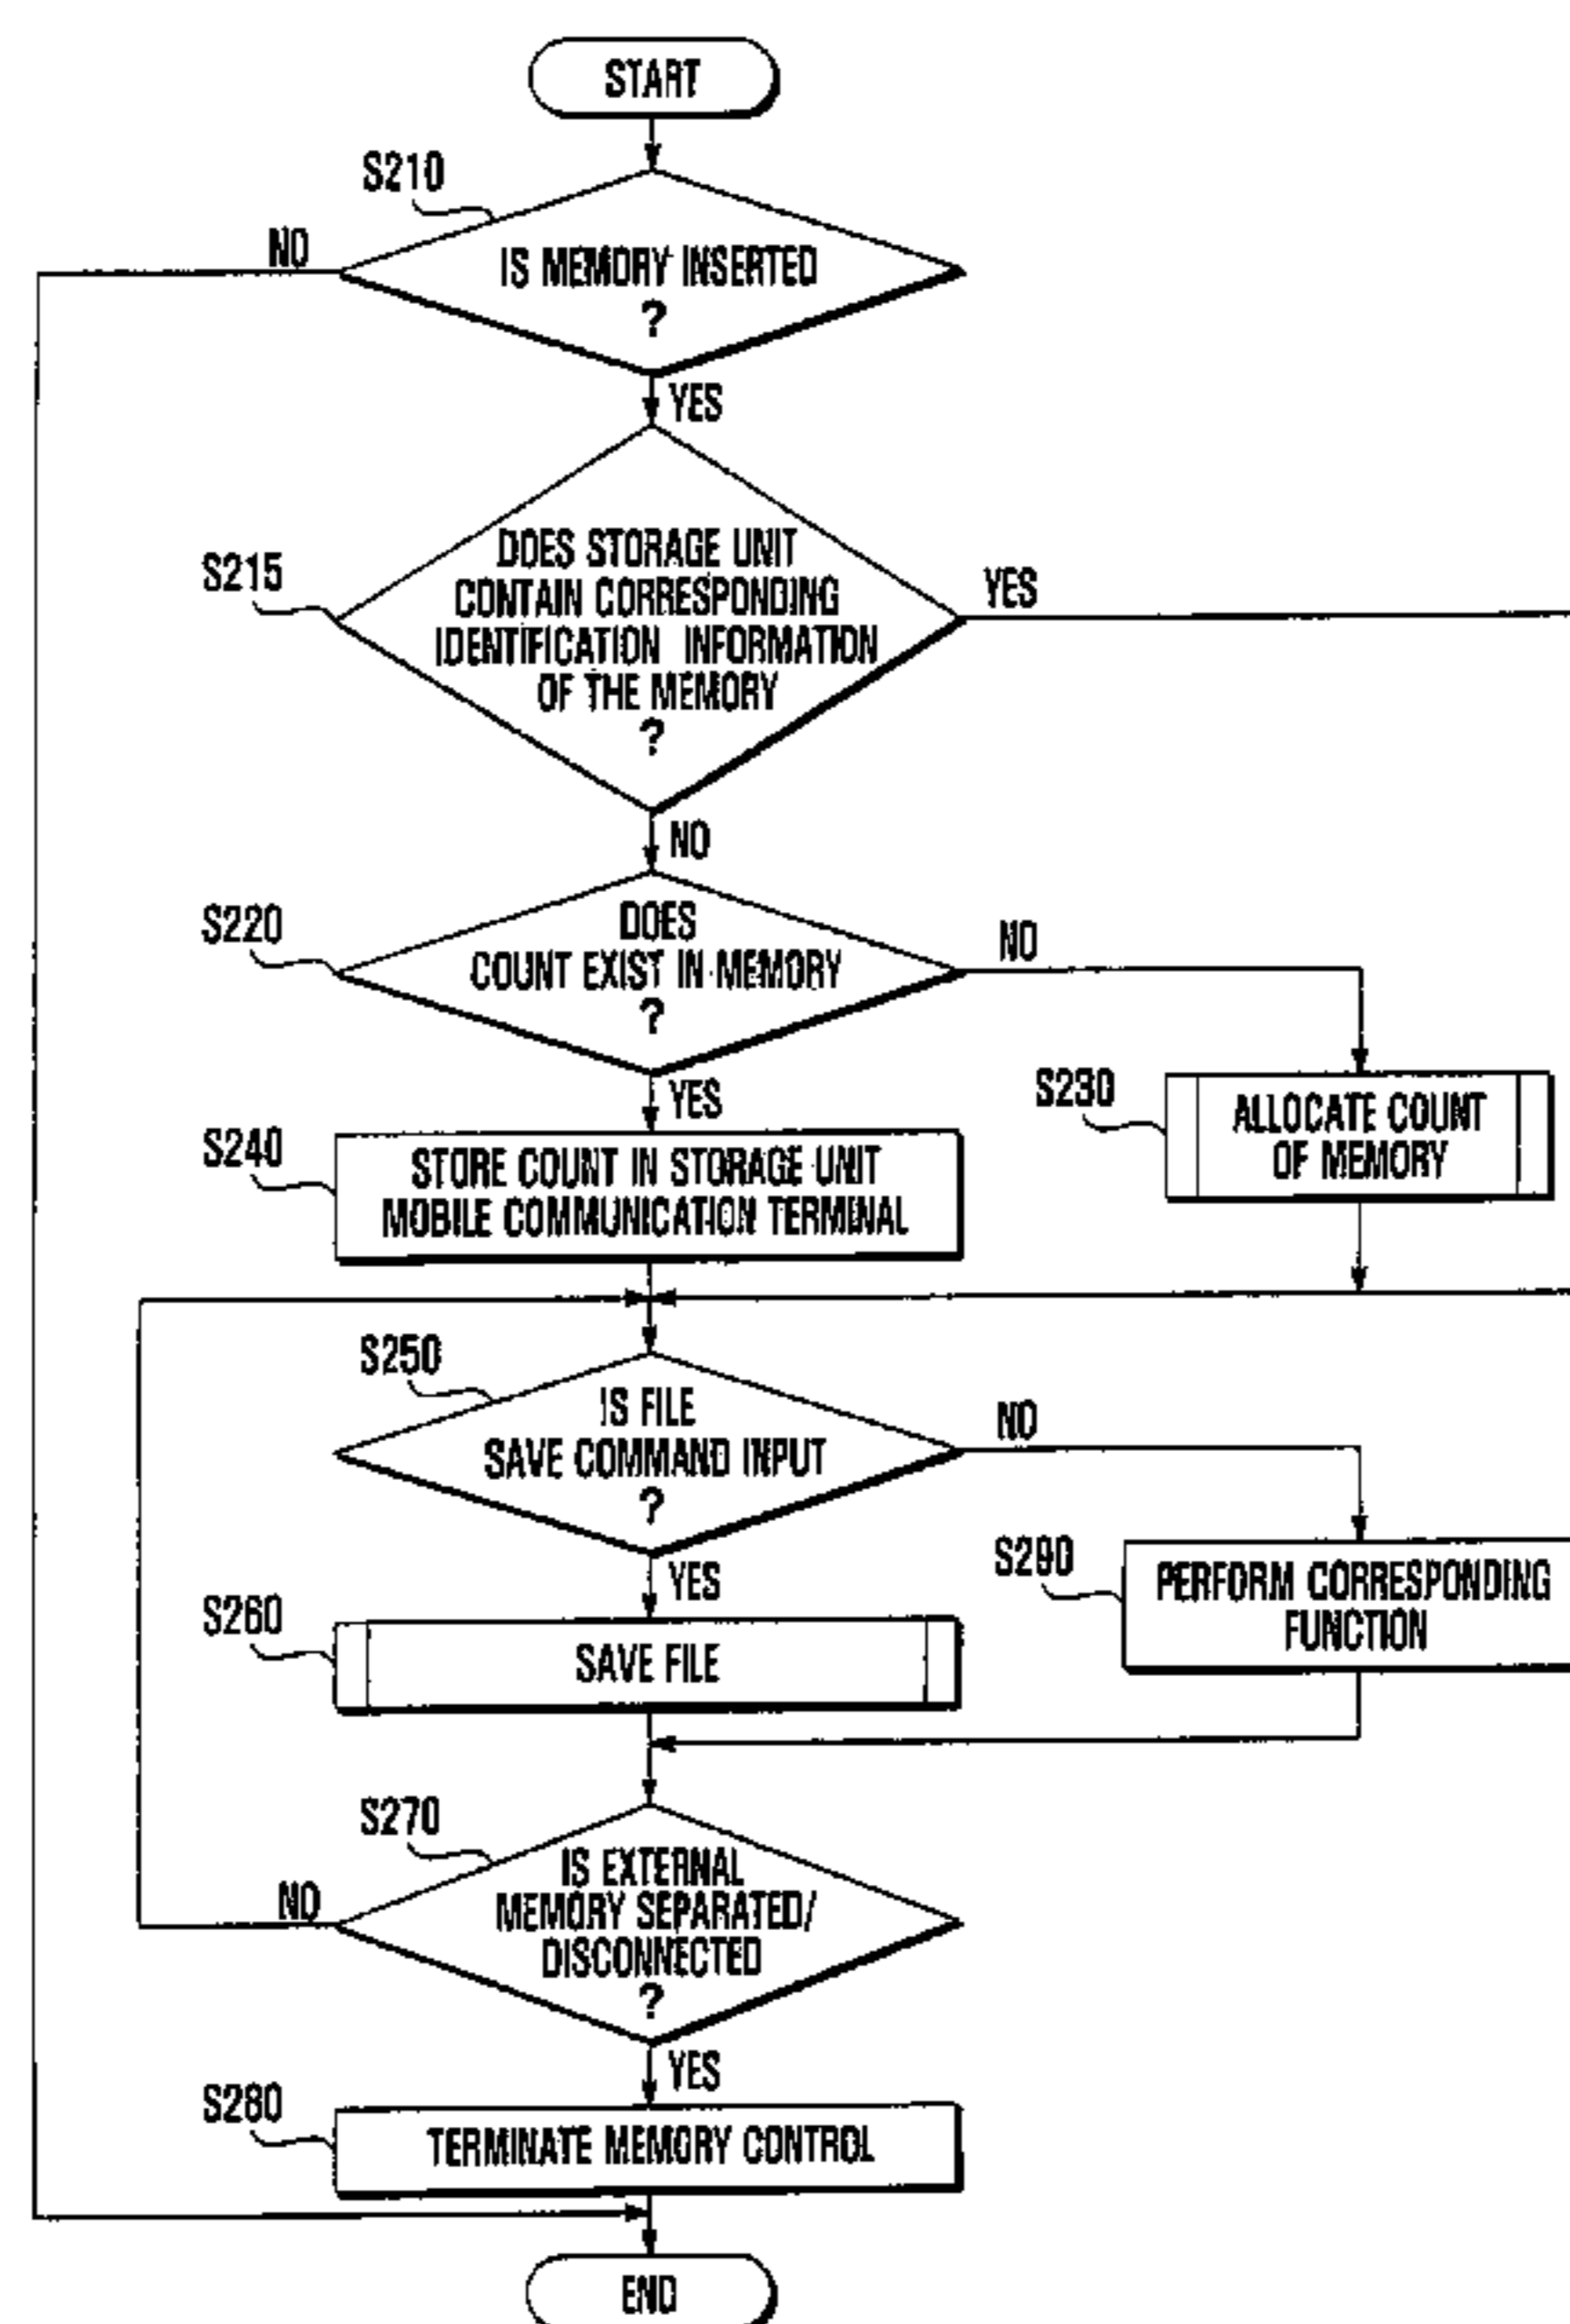 START
S210
NO
IS MEMORY INSERTED
?
YES
S215
DOES STORAGE UNIT
CONTAIN CORRESPONDING
IDENTIFICATION INFORMATION
OF THE MEMORY
?
YES
NO
S220
DOES
COUNT EXIST IN MEMORY
?
NO
YES
S230
ALLOCATE COUNT
OF MEMORY
S240
STORE COUNT IN STORAGE UNIT
MOBILE COMMUNICATION TERMINAL
S250
IS FILE
SAVE COMMAND INPUT
?
NO
YES
S290
PERFORM CORRESPONDING
FUNCTION
S260
SAVE FILE
S270
NO
IS EXTERNAL
MEMORY SEPARATED/
DISCONNECTED
?
YES
S280
TERMINATE MEMORY CONTROL
END